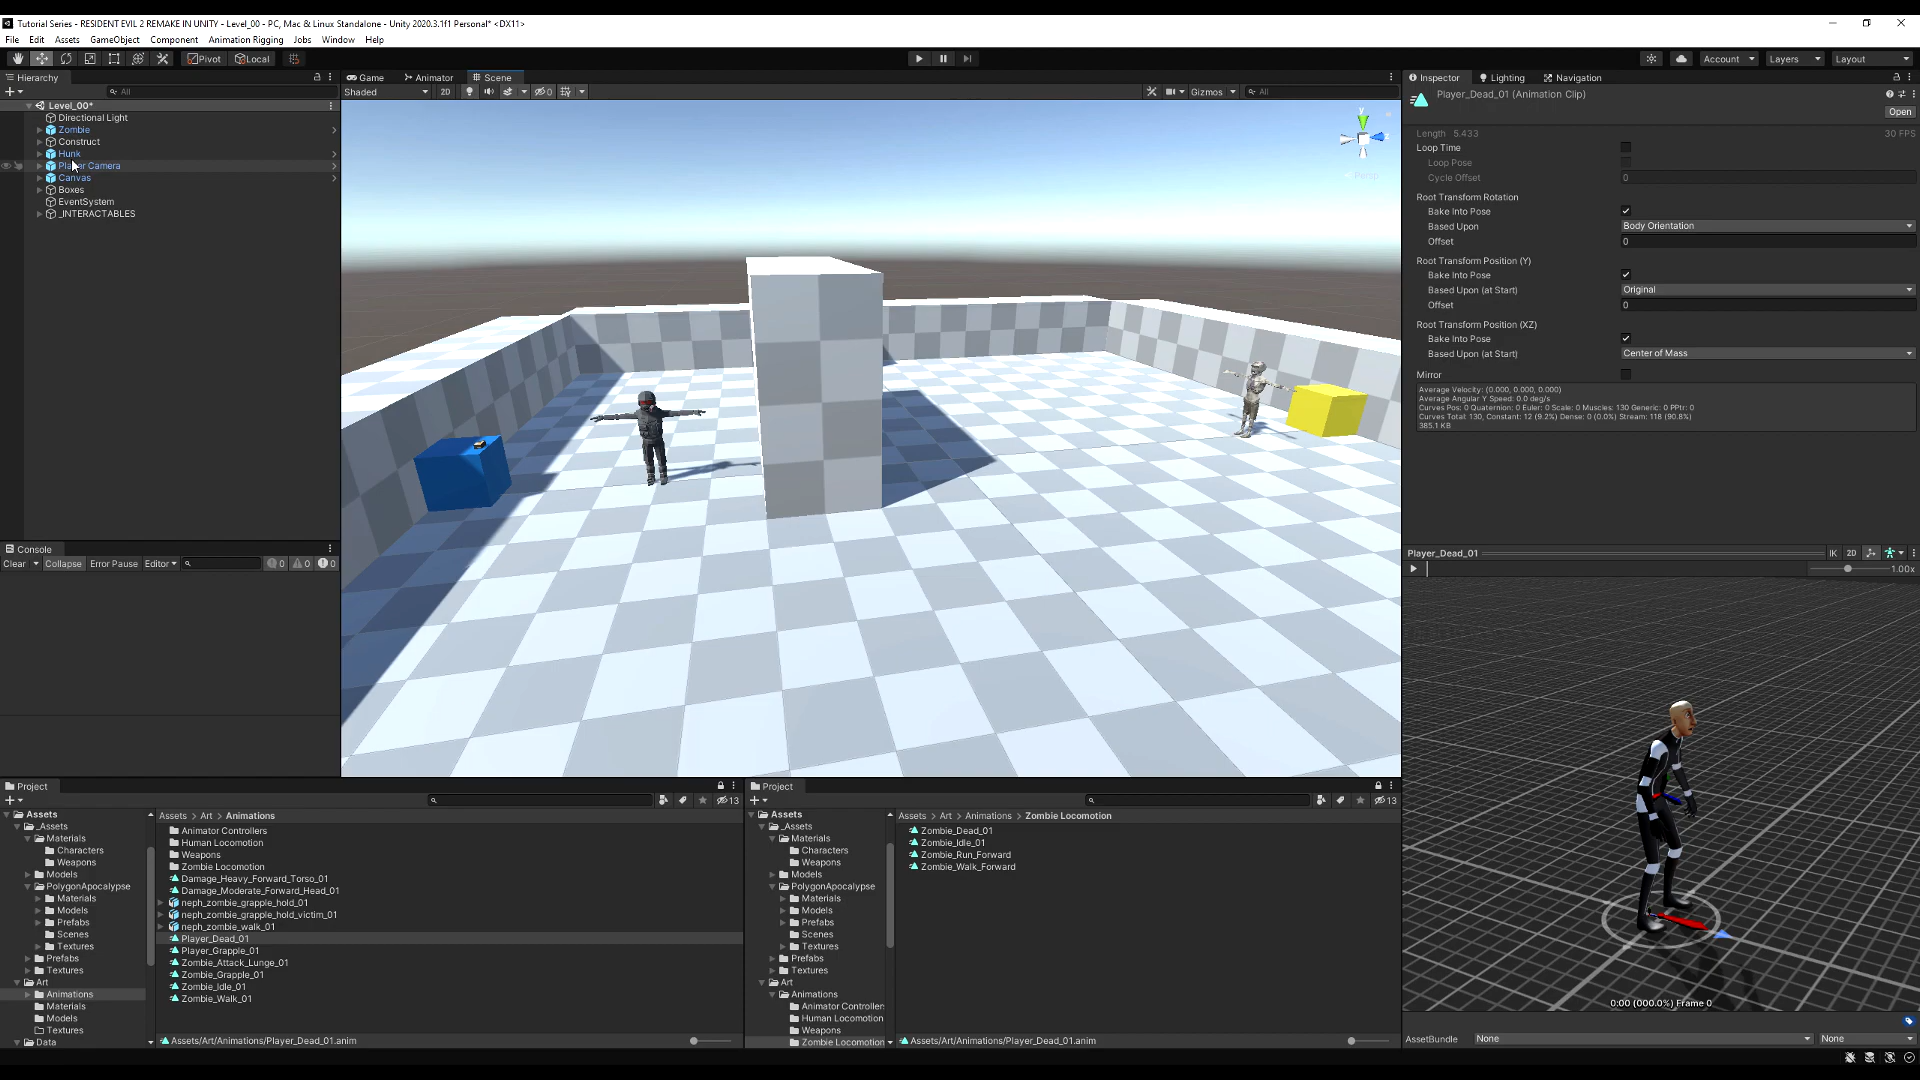 Tutorial Series - RESIDENT EVIL 2 REMAKE IN UNITY - Level_00 - PC, Mac & Linux Standalone - Unity 2020.3.1f1 Personal* <DX11>
File Edit Assets GameObject Component Animation Rigging Jobs Window Help
Pivot Local Account Layers Layout
Hierarchy
All
Level_00*
Directional Light
Zombie
Construct
Hunk
Player Camera
Canvas
Boxes
EventSystem
_INTERACTABLES
Game Animator Scene
Shaded 2D 0 Gizmos All
y
z
Persp
Inspector Lighting Navigation
Player_Dead_01 (Animation Clip)
Open
Length 5.433 30 FPS
Loop Time
Loop Pose
Cycle Offset 0
Root Transform Rotation
Bake Into Pose
Based Upon Body Orientation
Offset 0
Root Transform Position (Y)
Bake Into Pose
Based Upon (at Start) Original
Offset 0
Root Transform Position (XZ)
Bake Into Pose
Based Upon (at Start) Center of Mass
Mirror
Average Velocity: (0.000, 0.000, 0.000)
Average Angular Y Speed: 0.0 deg/s
Curves Pos: 0 Quaternion: 0 Euler: 0 Scale: 0 Muscles: 130 Generic: 0 PPtr: 0
Curves Total: 130, Constant: 12 (9.2%) Dense: 0 (0.0%) Stream: 118 (90.8%)
385.1 KB
Player_Dead_01 IK 2D
1.00x
0:00 (000.0%) Frame 0
AssetBundle None None
Console
Clear Collapse Error Pause Editor 0 0 0
Project
13
Assets
_Assets
Materials
Characters
Weapons
Models
PolygonApocalypse
Materials
Models
Prefabs
Scenes
Textures
Prefabs
Textures
Art
Animations
Materials
Models
Textures
Data
Assets Art Animations
Animator Controllers
Human Locomotion
Weapons
Zombie Locomotion
Damage_Heavy_Forward_Torso_01
Damage_Moderate_Forward_Head_01
neph_zombie_grapple_hold_01
neph_zombie_grapple_hold_victim_01
neph_zombie_walk_01
Player_Dead_01
Player_Grapple_01
Zombie_Attack_Lunge_01
Zombie_Grapple_01
Zombie_Idle_01
Zombie_Walk_01
Assets/Art/Animations/Player_Dead_01.anim
Project
13
Assets
_Assets
Materials
Characters
Weapons
Models
PolygonApocalypse
Materials
Models
Prefabs
Scenes
Textures
Prefabs
Textures
Art
Animations
Animator Controller
Human Locomotion
Weapons
Zombie Locomotion
Assets Art Animations Zombie Locomotion
Zombie_Dead_01
Zombie_Idle_01
Zombie_Run_Forward
Zombie_Walk_Forward
Assets/Art/Animations/Player_Dead_01.anim